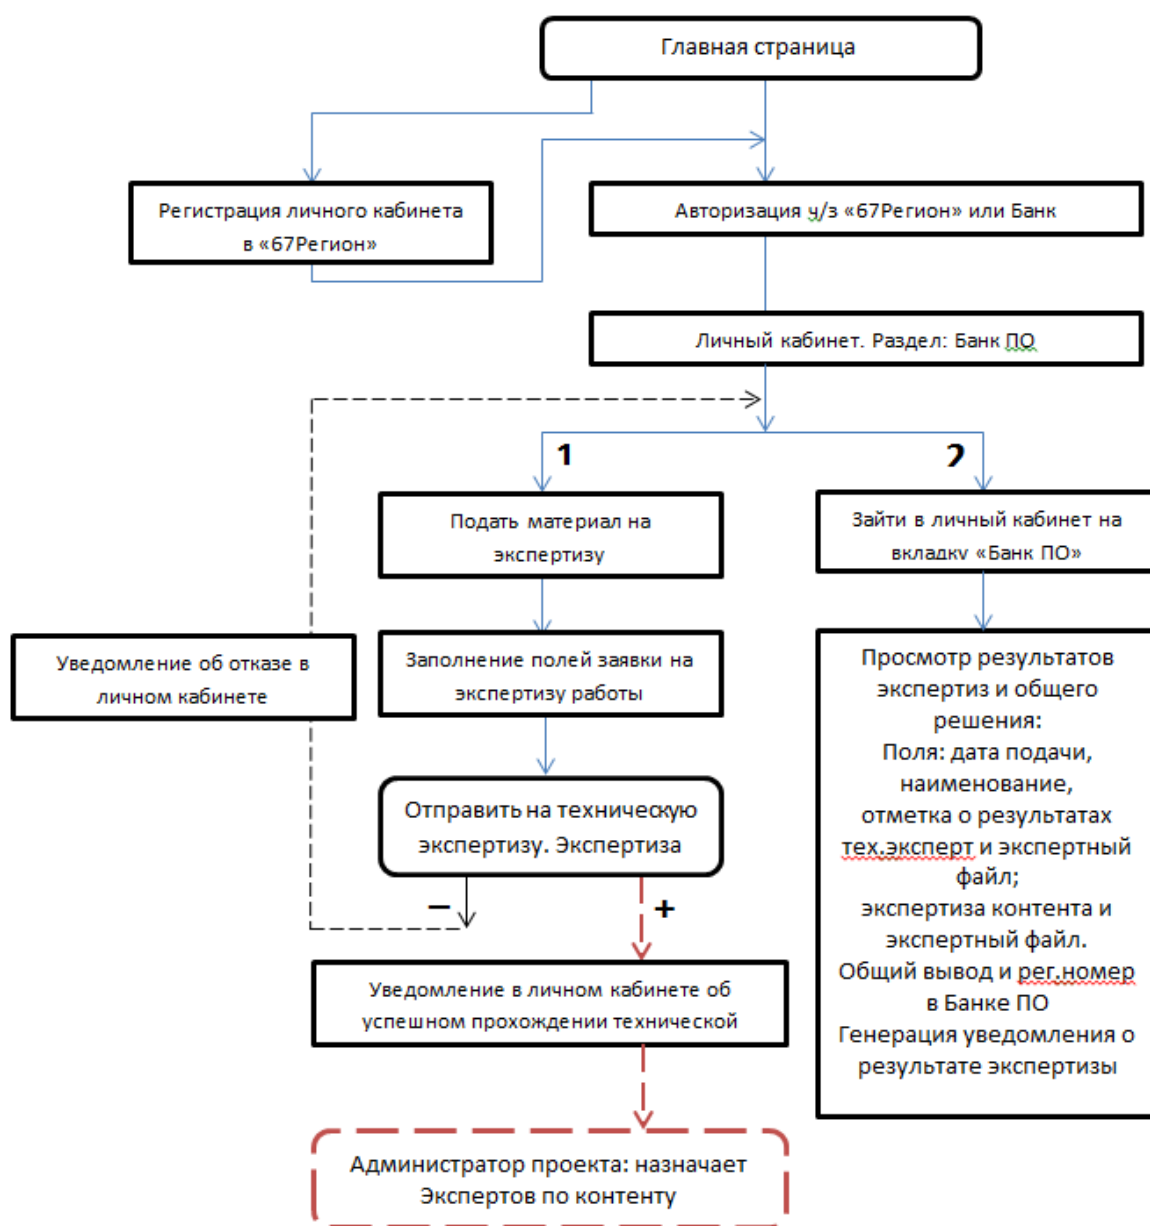 Главная страница
Регистрация личного кабинета
в «67Регион»
Авторизация у/з «67Регион» или Банк
Личный кабинет. Раздел: Банк ПО
1
2
Подать материал на
экспертизу
Зайти в личный кабинет на
вкладку «Банк ПО»
Уведомление об отказе в
личном кабинете
Заполнение полей заявки на
экспертизу работы
Отправить на техническую
экспертизу. Экспертиза
–
+
Просмотр результатов
экспертиз и общего
решения:
Поля: дата подачи,
наименование,
отметка о результатах
тех.эксперт и экспертный
файл;
экспертиза контента и
экспертный файл.
Общий вывод и рег.номер
в Банке ПО
Генерация уведомления о
результате экспертизы
Уведомление в личном кабинете об
успешном прохождении технической
Администратор проекта: назначает
Экспертов по контенту